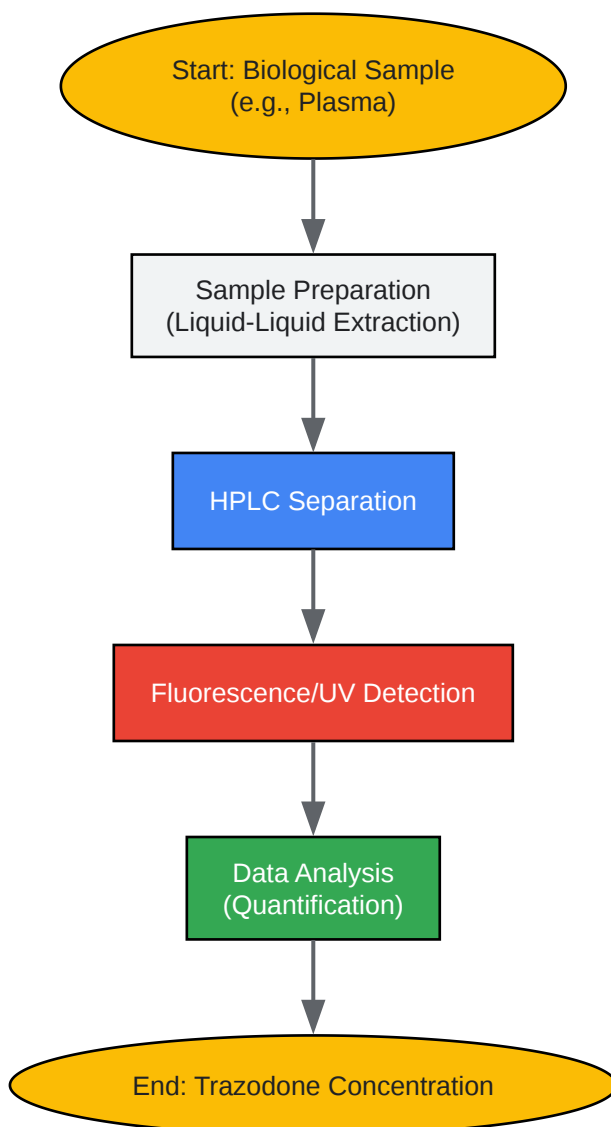 Start: Biological Sample
(e.g., Plasma)
Sample Preparation
(Liquid-Liquid Extraction)
HPLC Separation
Fluorescence/UV Detection
Data Analysis
(Quantification)
End: Trazodone Concentration